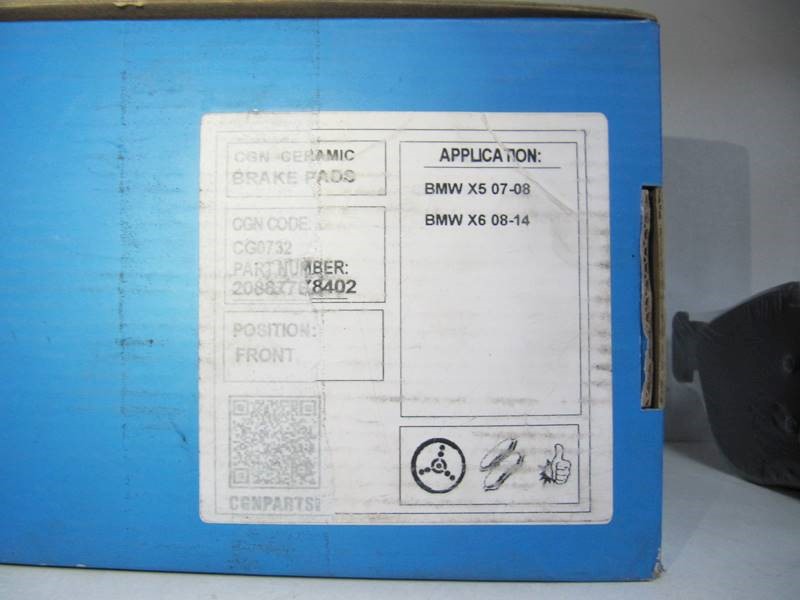 CGN CERAMIC
BRAKE PADS
CGN CODE:
CG0732
PART NUMBER:
POSITION:
FRONT
CGNPARTS
APPLICATION:
BMW X5 07-08
BMW X6 08-14